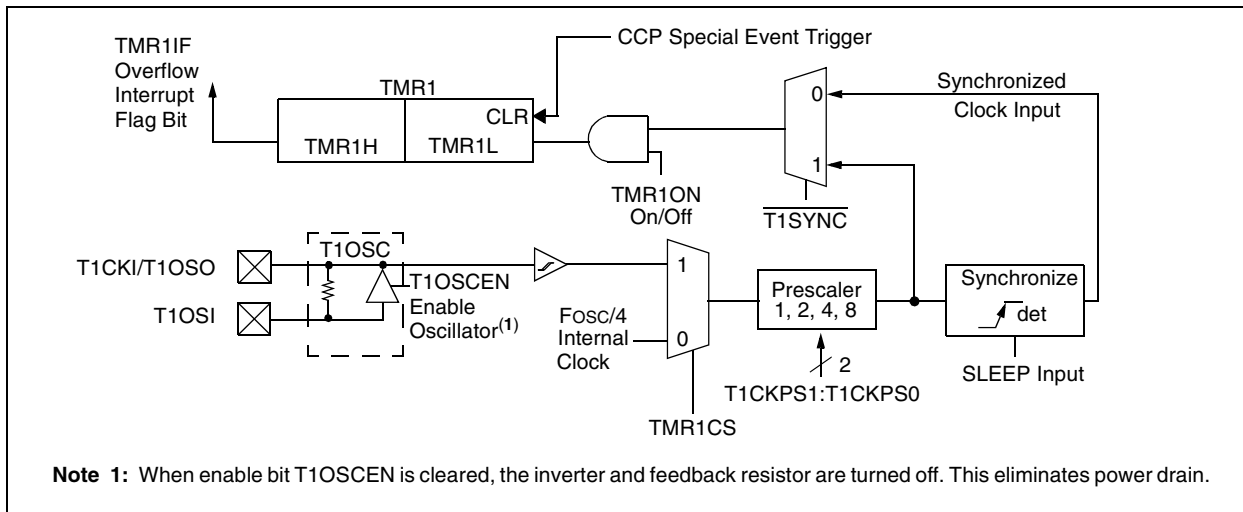 CCP Special Event Trigger
TMR1IF
Overflow
Interrupt
Flag Bit
TMR1
CLR
TMR1H
TMR1L
TMR1ON
On/Off
0
1
T1SYNC
Synchronized
Clock Input
T1CKI/T1OSO
T1OSI
T1OSC
T1OSCEN
Enable
Oscillator(1)
FOSC/4
Internal
Clock
1
0
TMR1CS
Prescaler
1, 2, 4, 8
2
T1CKPS1:T1CKPS0
Synchronize
det
SLEEP Input
Note 1: When enable bit T1OSCEN is cleared, the inverter and feedback resistor are turned off. This eliminates power drain.